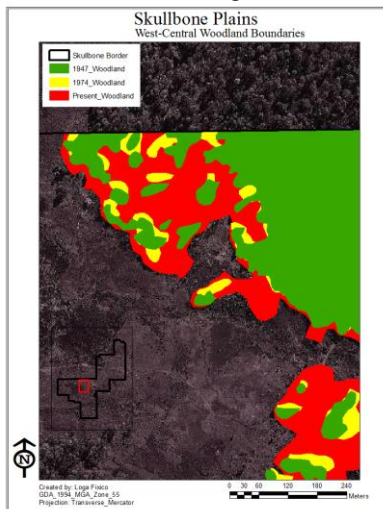 Skullbone Plains
West-Central Woodland Boundaries
Skullbone Border
1947_Woodland
1974_Woodland
Present_Woodland
N
Created by: Loga Fixico
GDA_1994_MGA_Zone_55
Projection: Transverse_Mercator
0 30 60 120 180 240
Meters